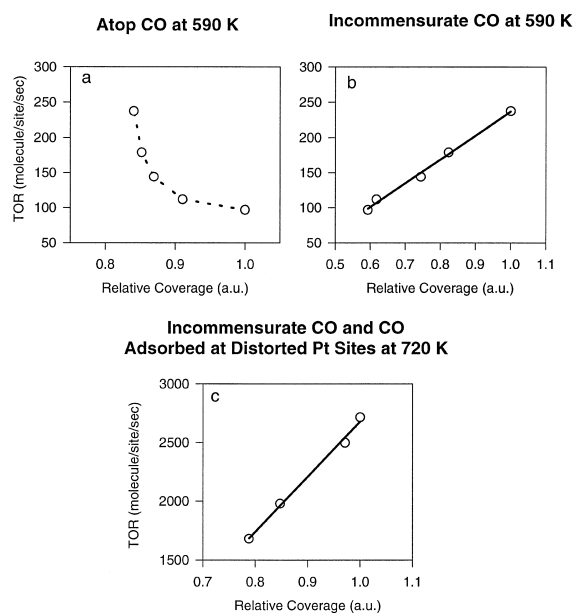 Atop CO at 590 K
Incommensurate CO at 590 K
a
TOR (molecule/site/sec)
300
250
200
150
100
50
0.8 0.9 1.0
Relative Coverage (a.u.)
b
300
250
200
150
100
50
0.5 0.6 0.7 0.8 0.9 1.0 1.1
Relative Coverage (a.u.)
Incommensurate CO and CO
Adsorbed at Distorted Pt Sites at 720 K
c
TOR (molecule/site/sec)
3000
2500
2000
1500
0.7 0.8 0.9 1.0 1.1
Relative Coverage (a.u.)